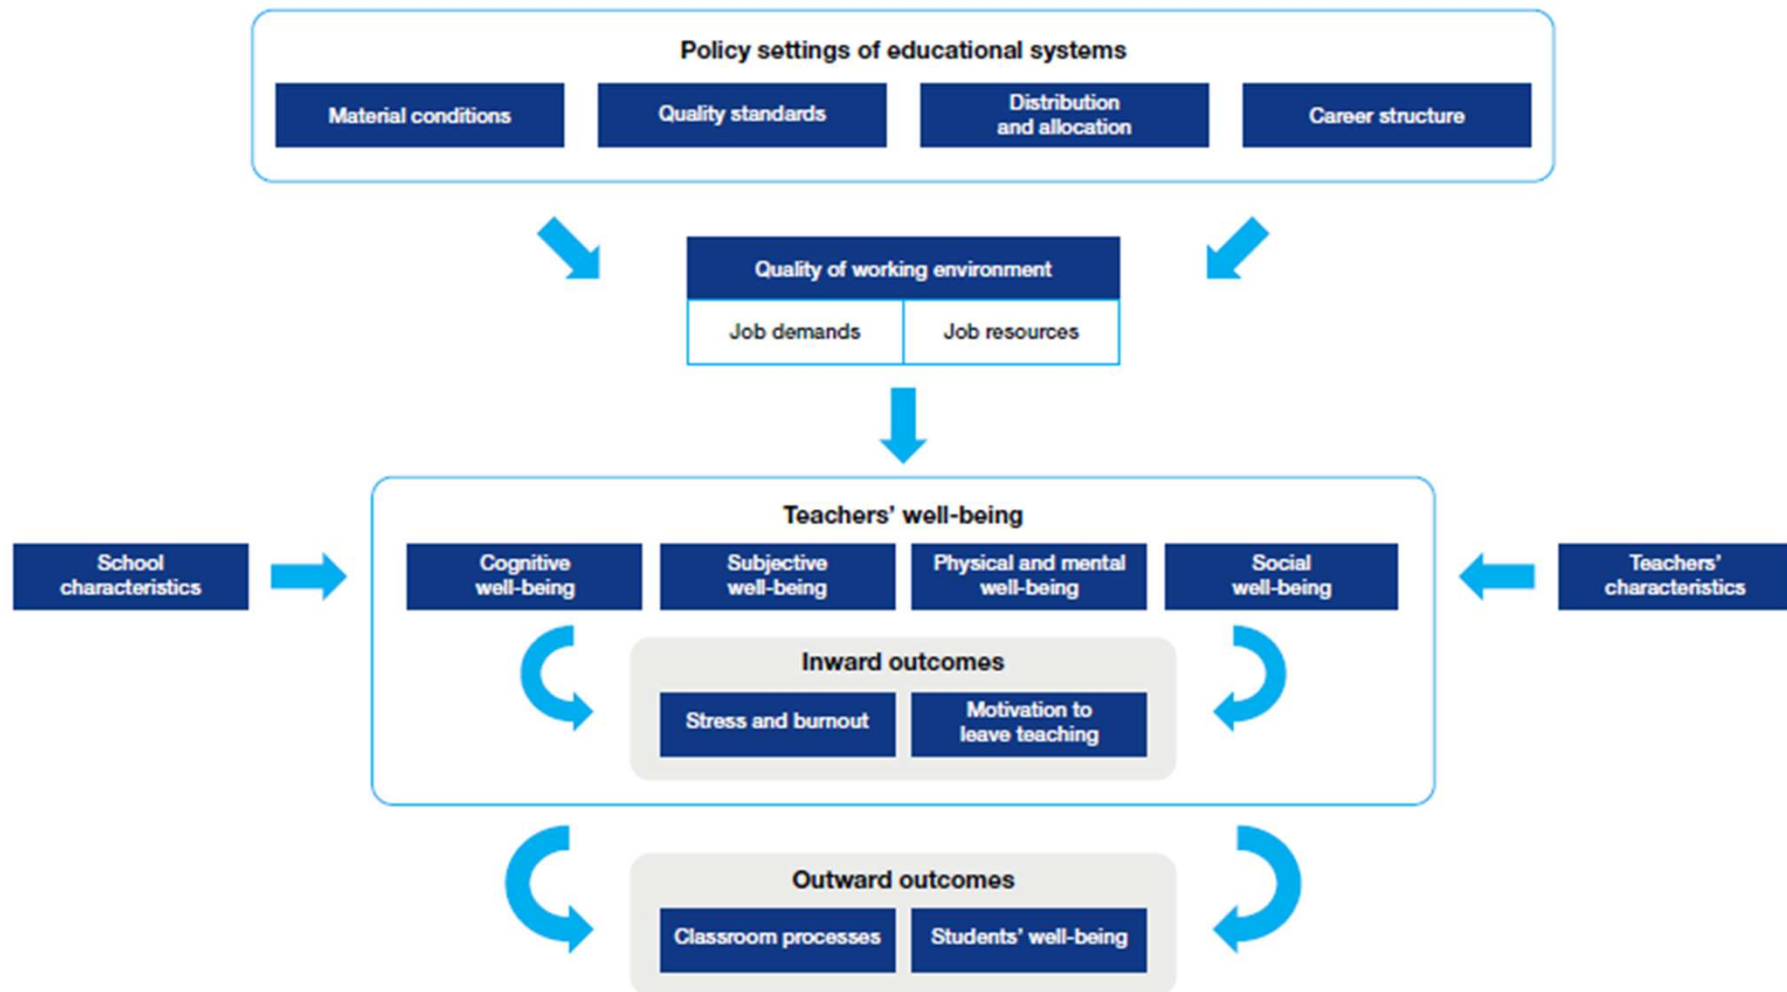 Policy settings of educational systems
Material conditions
Quality standards
Distribution
and allocation
Career structure
Quality of working environment
Job demands
Job resources
Teachers’ well-being
School
characteristics
Cognitive
well-being
Subjective
well-being
Physical and mental
well-being
Social
well-being
Teachers’
characteristics
Inward outcomes
Stress and burnout
Motivation to
leave teaching
Outward outcomes
Classroom processes
Students’ well-being